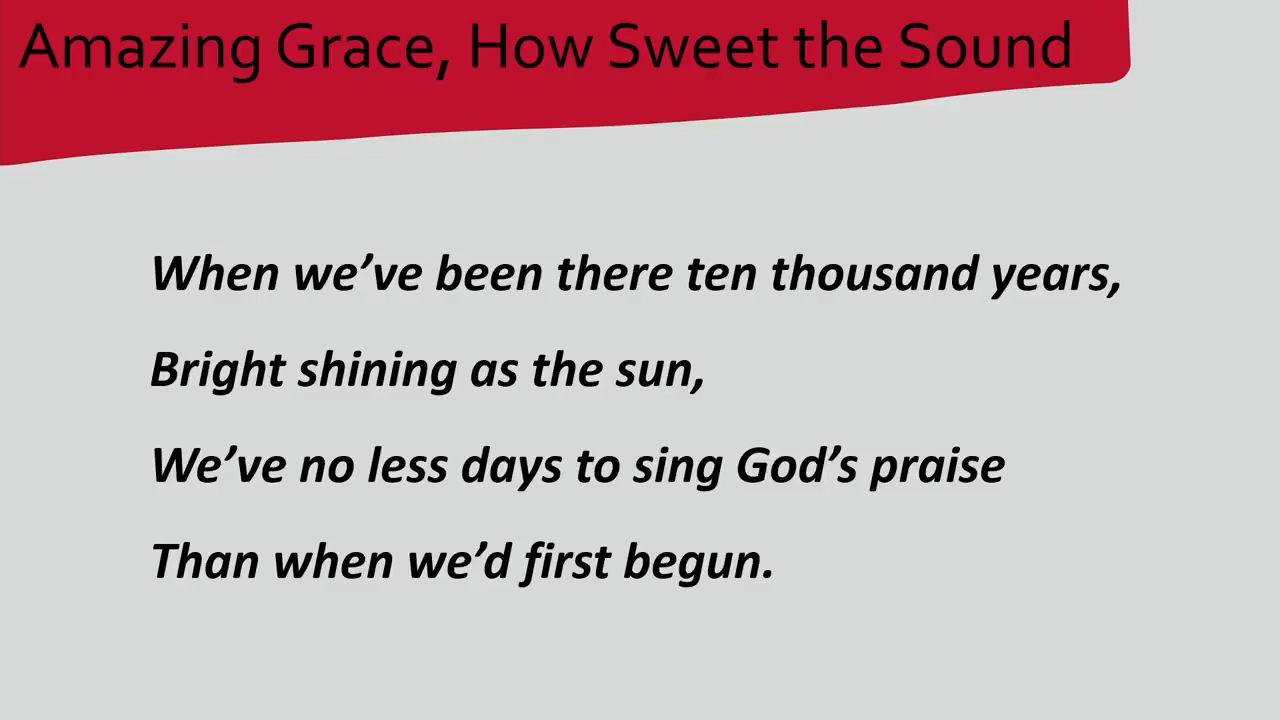 Amazing Grace, How Sweet the Sound
When we’ve been there ten thousand years,
Bright shining as the sun,
We’ve no less days to sing God’s praise
Than when we’d first begun.